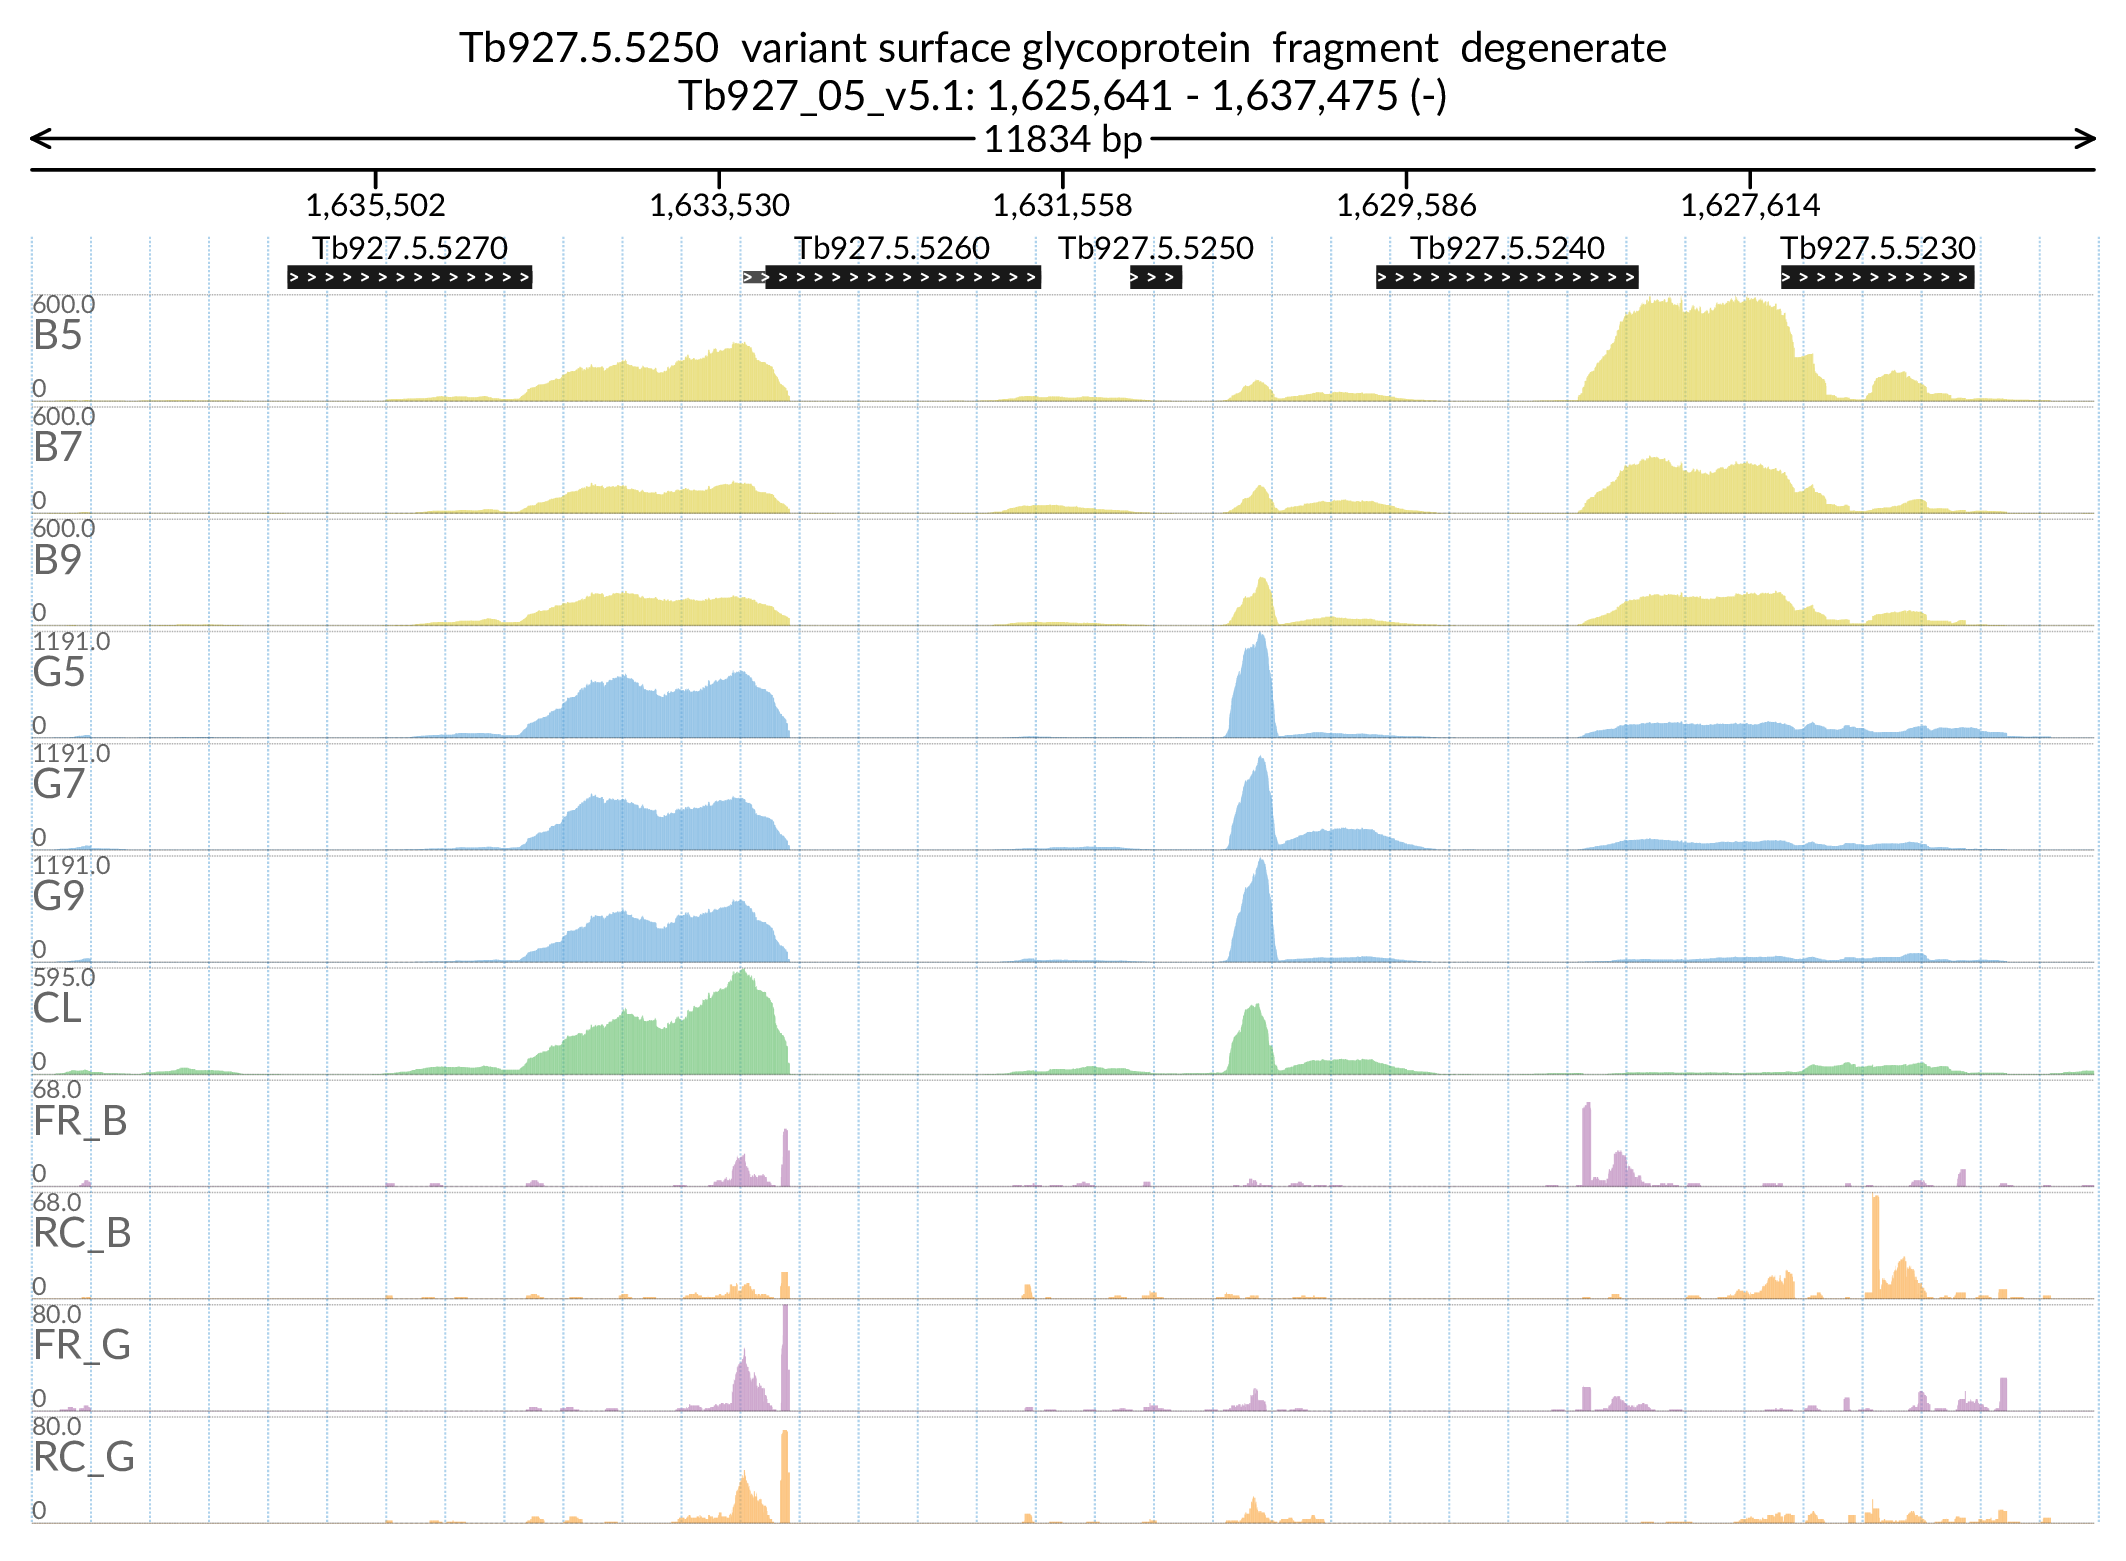 Tb927.5.5250 variant surface glycoprotein fragment degenerate
Tb927_05_v5.1: 1,625,641 - 1,637,475 (-)
11834 bp
1,635,502 1,633,530 1,631,558 1,629,586 1,627,614
Tb927.5.5270 Tb927.5.5260 Tb927.5.5250 Tb927.5.5240 Tb927.5.5230
600.0
B5
0
600.0
B7
0
600.0
B9
0
1191.0
G5
0
1191.0
G7
0
1191.0
G9
0
595.0
CL
0
68.0
FR_B
0
68.0
RC_B
0
80.0
FR_G
0
80.0
RC_G
0